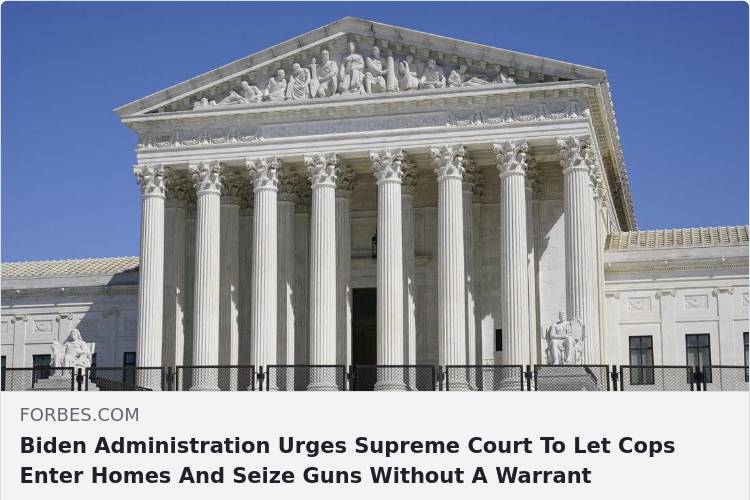 FORBES.COM
Biden Administration Urges Supreme Court To Let Cops
Enter Homes And Seize Guns Without A Warrant